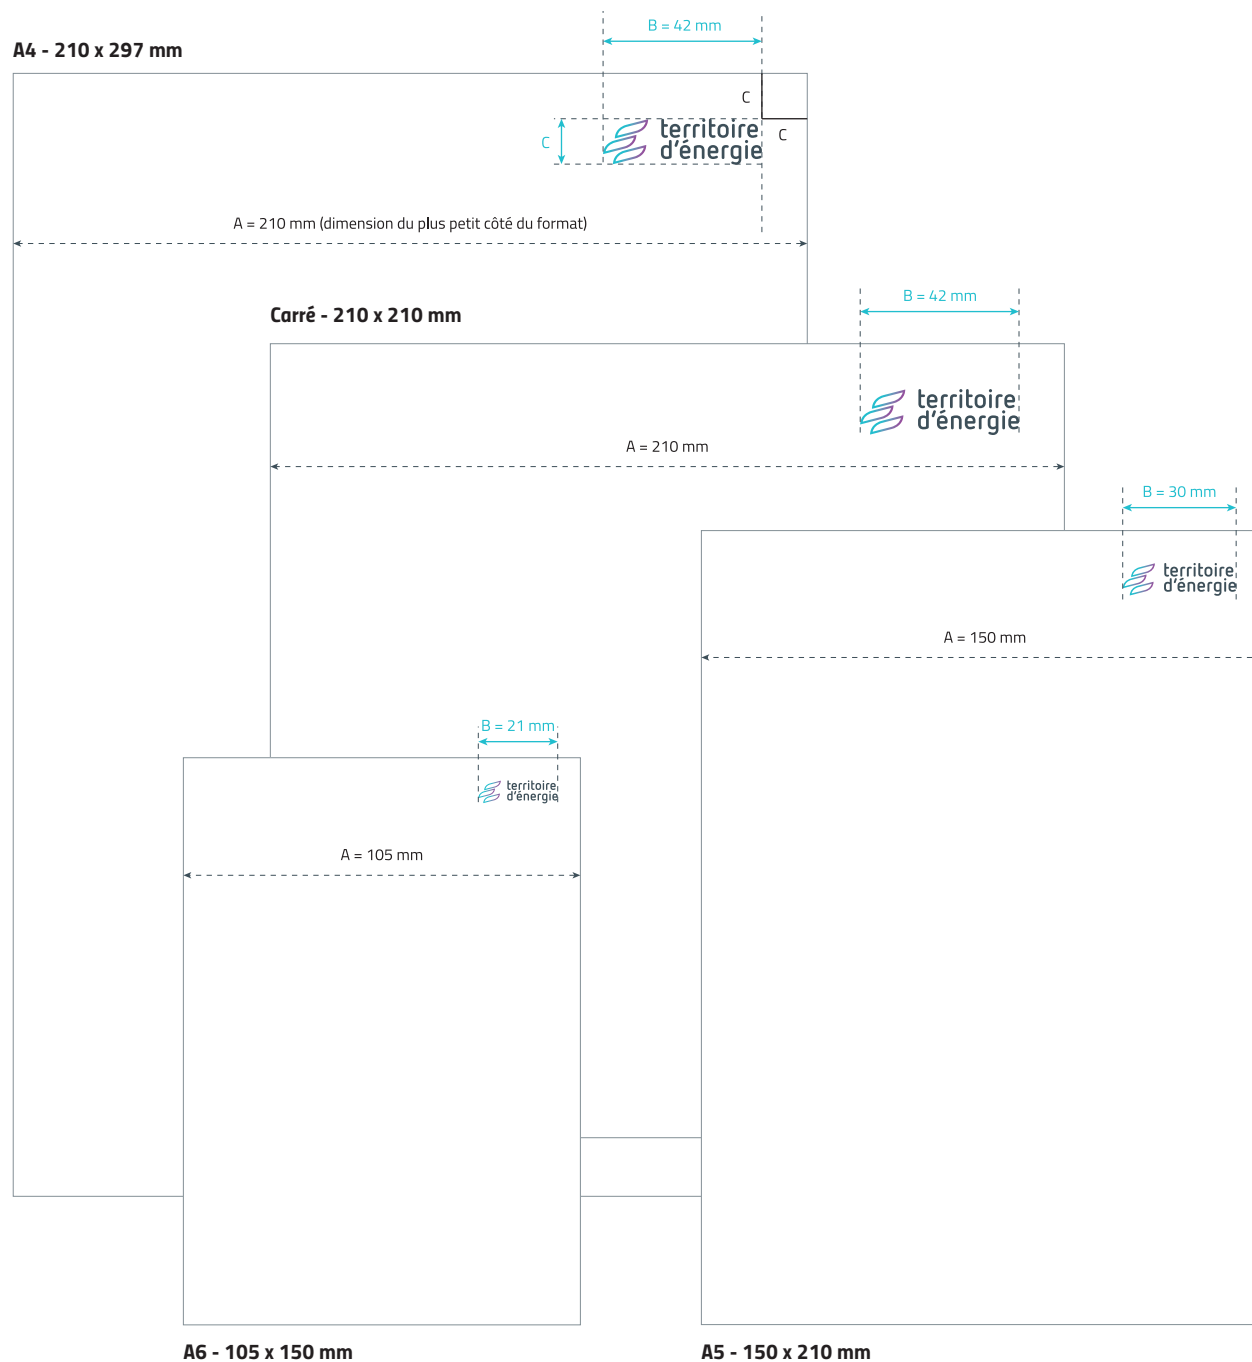 B = 42 mm
A4 - 210 x 297 mm
C
C
C
territoire
d'énergie
A = 210 mm (dimension du plus petit côté du format)
B = 42 mm
Carré - 210 x 210 mm
territoire
d'énergie
A = 210 mm
B = 30 mm
territoire
d'énergie
A = 150 mm
B = 21 mm
territoire
d'énergie
A = 105 mm
A6 - 105 x 150 mm
A5 - 150 x 210 mm